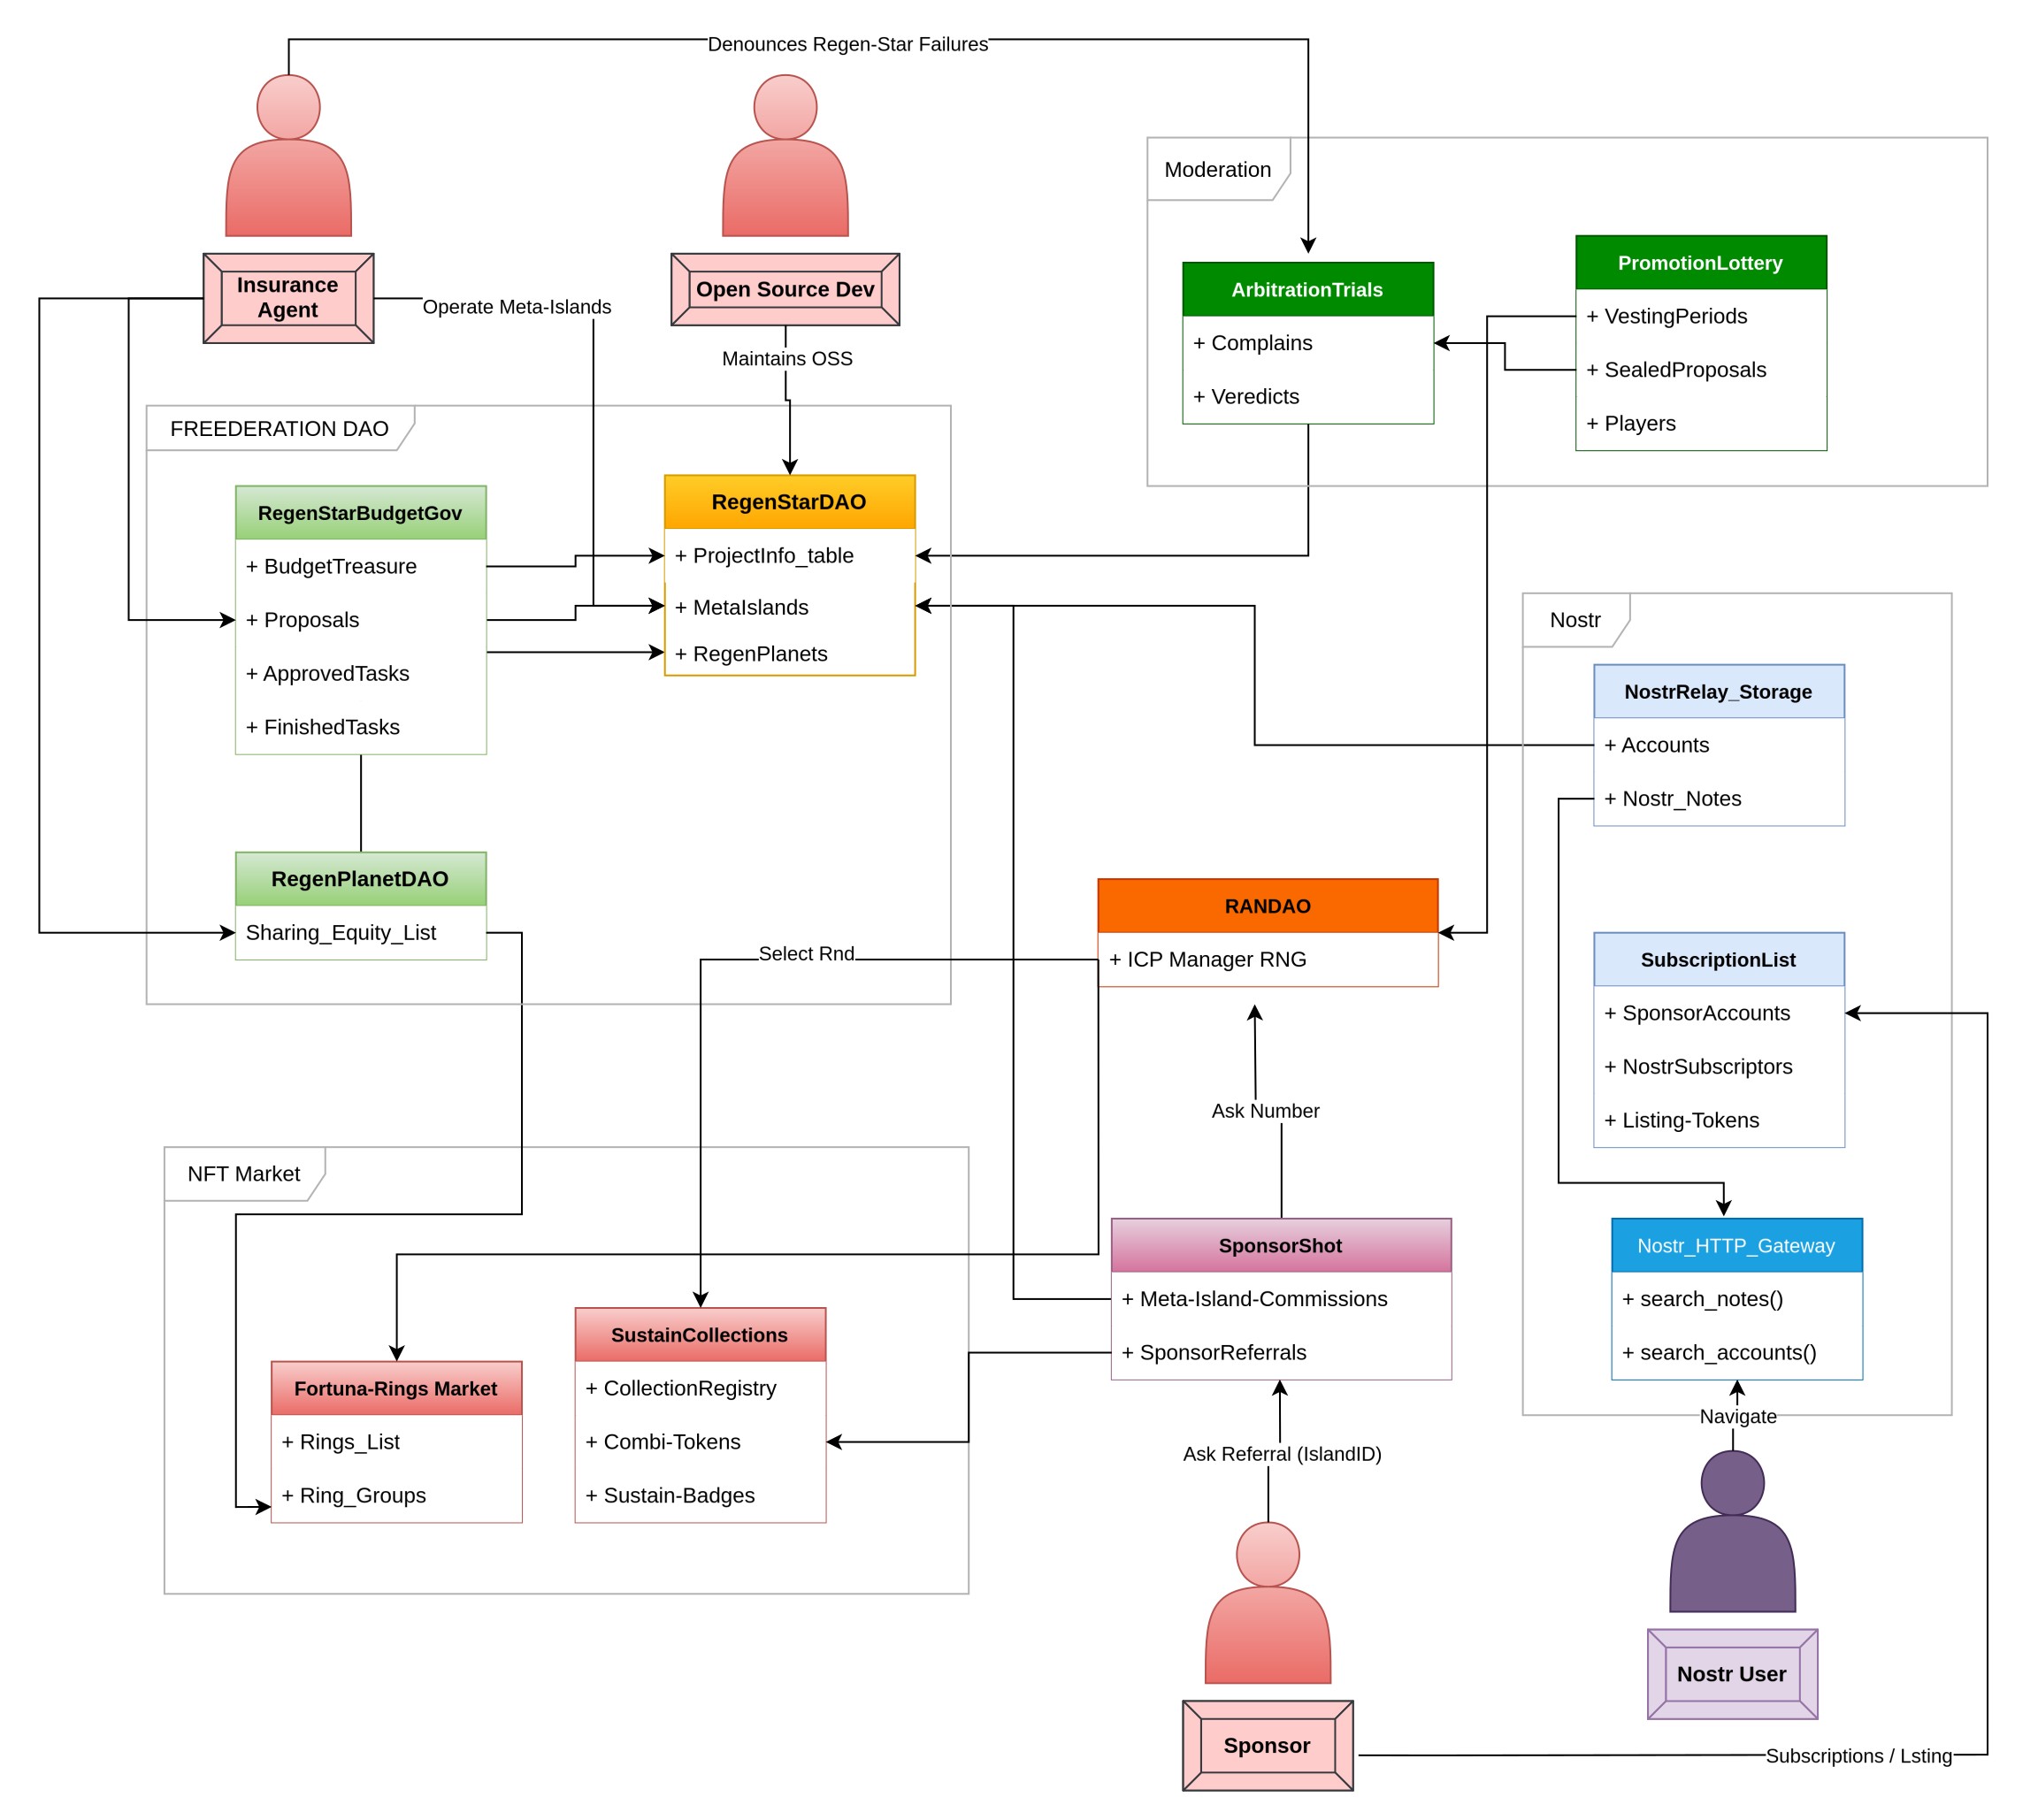 Denounces Regen-Star Failures
Insurance
Agent
Operate Meta-Islands
Open Source Dev
Maintains OSS
Moderation
ArbitrationTrials
+ Complains
+ Veredicts
PromotionLottery
+ VestingPeriods
+ SealedProposals
+ Players
FREEDERATION DAO
RegenStarBudgetGov
+ BudgetTreasure
+ Proposals
+ ApprovedTasks
+ FinishedTasks
RegenStarDAO
+ ProjectInfo_table
+ MetaIslands
+ RegenPlanets
RegenPlanetDAO
Sharing_Equity_List
Nostr
NostrRelay_Storage
+ Accounts
+ Nostr_Notes
RANDAO
+ ICP Manager RNG
Select Rnd
SubscriptionList
+ SponsorAccounts
+ NostrSubscriptors
+ Listing-Tokens
Ask Number
NFT Market
Fortuna-Rings Market
+ Rings_List
+ Ring_Groups
SustainCollections
+ CollectionRegistry
+ Combi-Tokens
+ Sustain-Badges
SponsorShot
+ Meta-Island-Commissions
+ SponsorReferrals
Nostr_HTTP_Gateway
+ search_notes()
+ search_accounts()
Navigate
Ask Referral (IslandID)
Nostr User
Sponsor
Subscriptions / Lsting